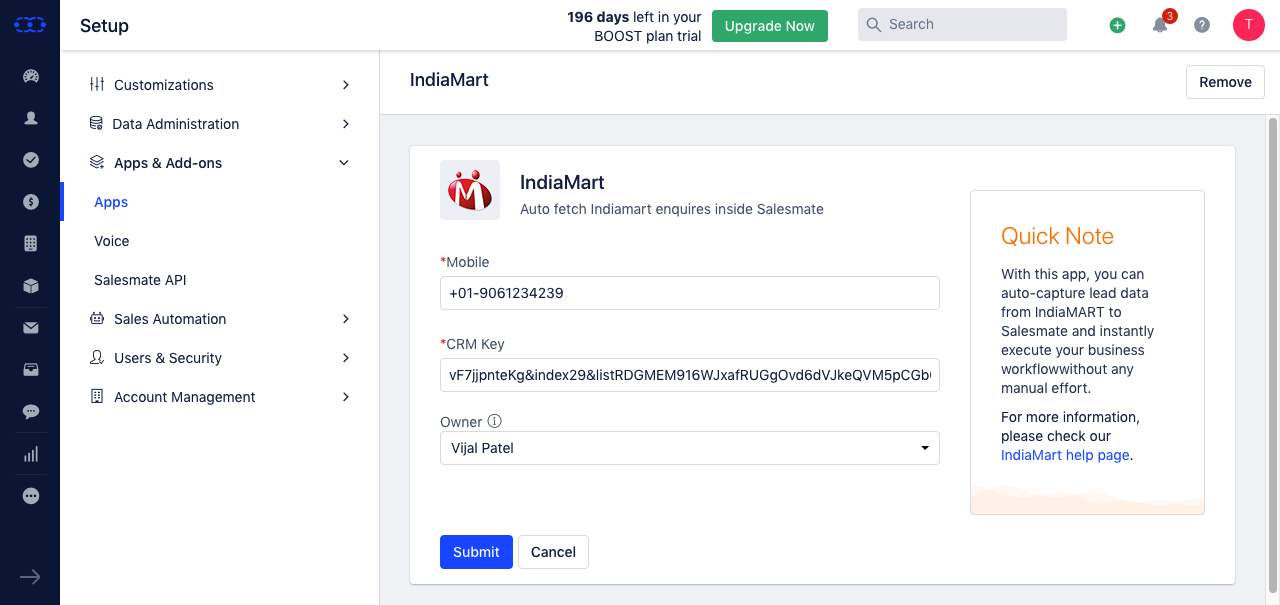 Setup
196 days left in your
BOOST plan trial
Upgrade Now
Search
3
T
Customizations
Data Administration
Apps & Add-ons
Apps
Voice
Salesmate API
Sales Automation
Users & Security
Account Management
IndiaMart
Remove
IndiaMart
Auto fetch Indiamart enquires inside Salesmate
*Mobile
+01-9061234239
*CRM Key
vF7jjpnteKg&index29&listRDGMEM916WJxafRUGgOvd6dVJkeQVM5pCGb
Owner
Vijal Patel
Submit
Cancel
Quick Note
With this app, you can
auto-capture lead data
from IndiaMART to
Salesmate and instantly
execute your business
workflowwithout any
manual effort.
For more information,
please check our
IndiaMart help page.